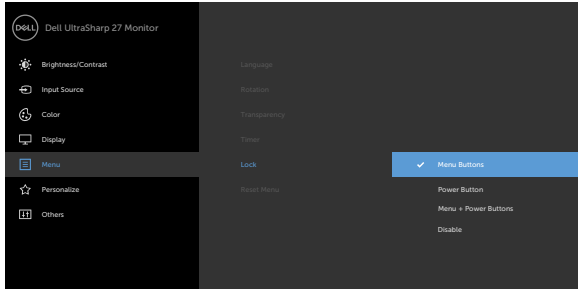 DELL Dell UltraSharp 27 Monitor
Brightness/Contrast
Input Source
Color
Display
Menu
Personalize
Others
Language
Rotation
Transparency
Timer
Lock
Reset Menu
Menu Buttons
Power Button
Menu + Power Buttons
Disable